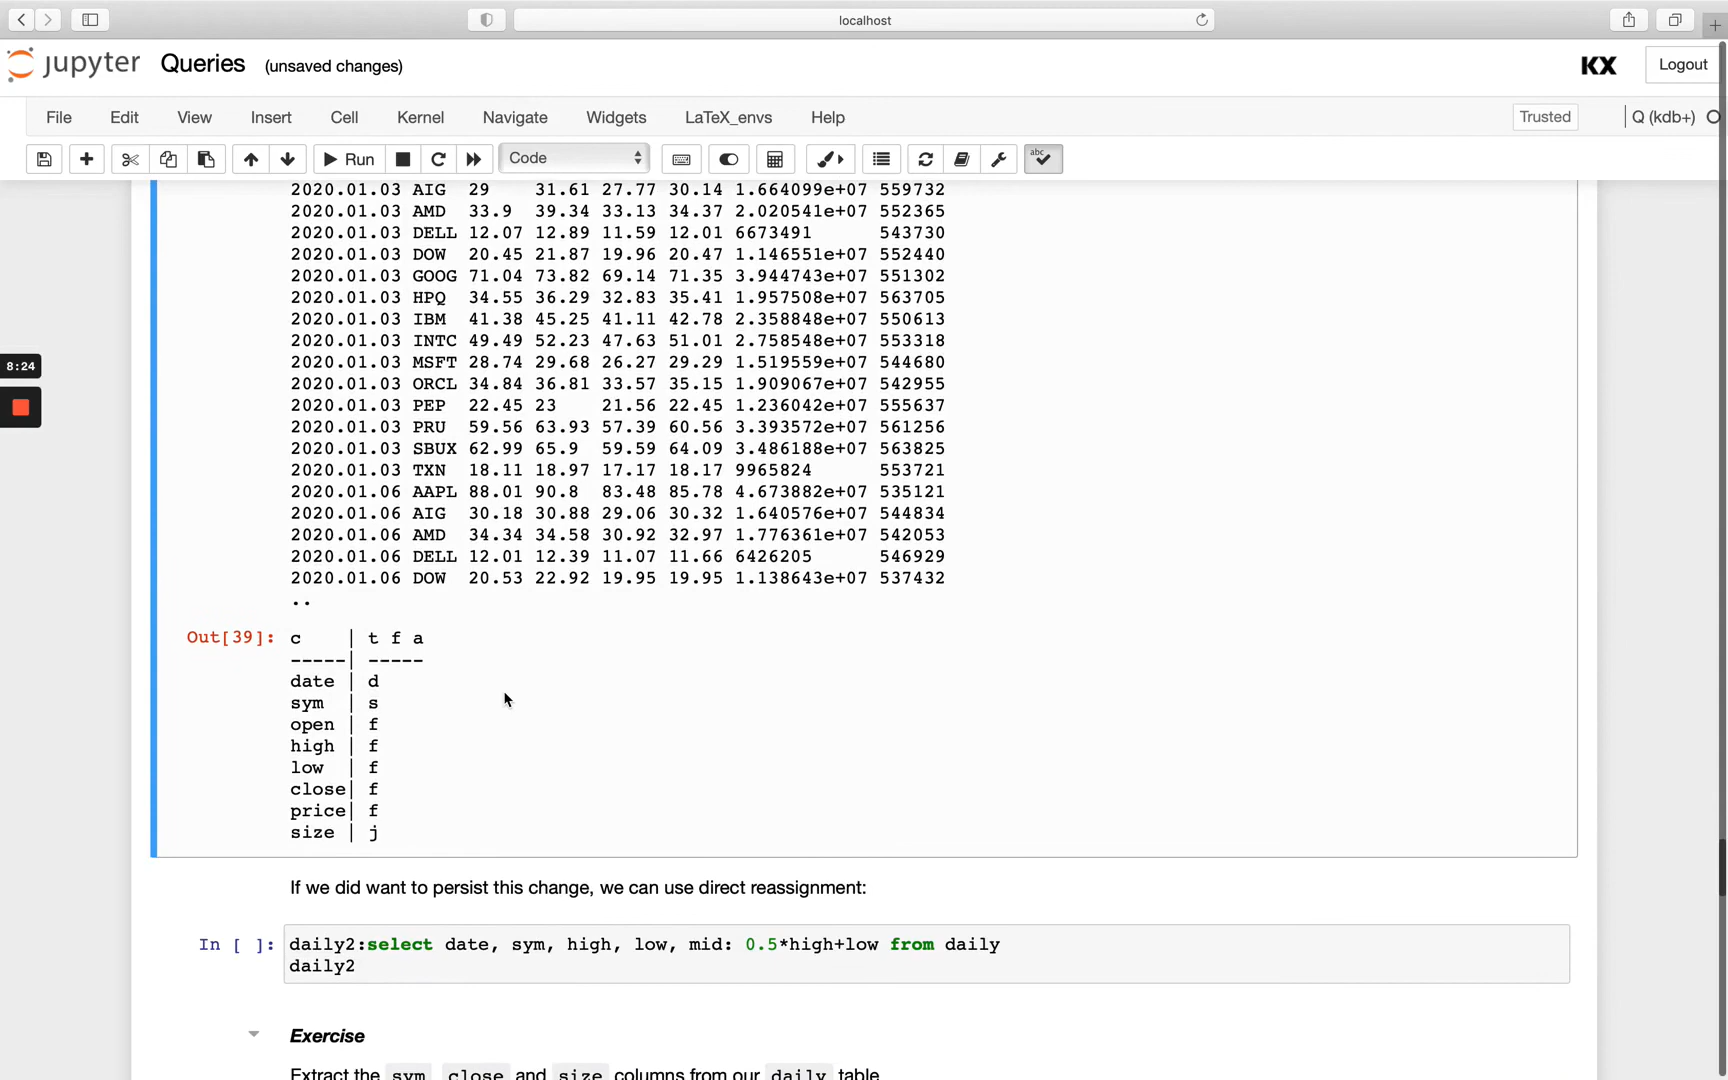 localhost
jupyter Queries (unsaved changes) KX Logout
File Edit View Insert Cell Kernel Navigate Widgets LaTeX_envs Help Trusted Q (kdb+)
Run Code abc
2020.01.03 AIG 29 31.61 27.77 30.14 1.664099e+07 559732
2020.01.03 AMD 33.9 39.34 33.13 34.37 2.020541e+07 552365
2020.01.03 DELL 12.07 12.89 11.59 12.01 6673491 543730
2020.01.03 DOW 20.45 21.87 19.96 20.47 1.146551e+07 552440
2020.01.03 GOOG 71.04 73.82 69.14 71.35 3.944743e+07 551302
2020.01.03 HPQ 34.55 36.29 32.83 35.41 1.957508e+07 563705
2020.01.03 IBM 41.38 45.25 41.11 42.78 2.358848e+07 550613
2020.01.03 INTC 49.49 52.23 47.63 51.01 2.758548e+07 553318
2020.01.03 MSFT 28.74 29.68 26.27 29.29 1.519559e+07 544680
8:24
2020.01.03 ORCL 34.84 36.81 33.57 35.15 1.909067e+07 542955
2020.01.03 PEP 22.45 23 21.56 22.45 1.236042e+07 555637
2020.01.03 PRU 59.56 63.93 57.39 60.56 3.393572e+07 561256
2020.01.03 SBUX 62.99 65.9 59.59 64.09 3.486188e+07 563825
2020.01.03 TXN 18.11 18.97 17.17 18.17 9965824 553721
2020.01.06 AAPL 88.01 90.8 83.48 85.78 4.673882e+07 535121
2020.01.06 AIG 30.18 30.88 29.06 30.32 1.640576e+07 544834
2020.01.06 AMD 34.34 34.58 30.92 32.97 1.776361e+07 542053
2020.01.06 DELL 12.01 12.39 11.07 11.66 6426205 546929
2020.01.06 DOW 20.53 22.92 19.95 19.95 1.138643e+07 537432
..
Out[39]: c | t f a
-----| -----
date | d
sym | s
open | f
high | f
low | f
close| f
price| f
size | j
If we did want to persist this change, we can use direct reassignment:
In [ ]: daily2:select date, sym, high, low, mid: 0.5*high+low from daily
daily2
Exercise
Extract the sym close and size columns from our daily table